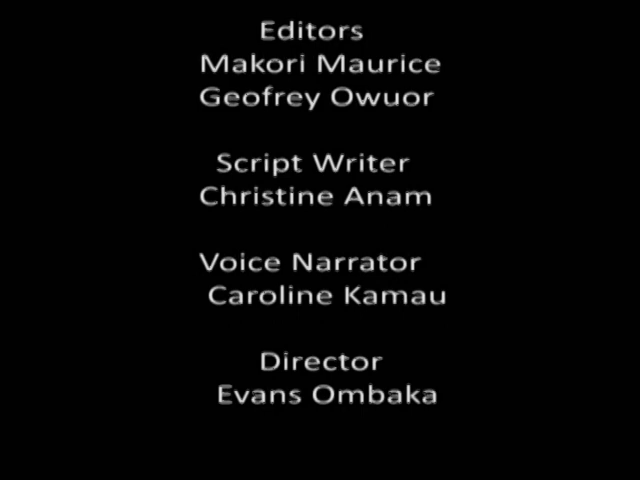 Editors
Makori Maurice
Geofrey Owuor
Script Writer
Christine Anam
Voice Narrator
Caroline Kamau
Director
Evans Ombaka